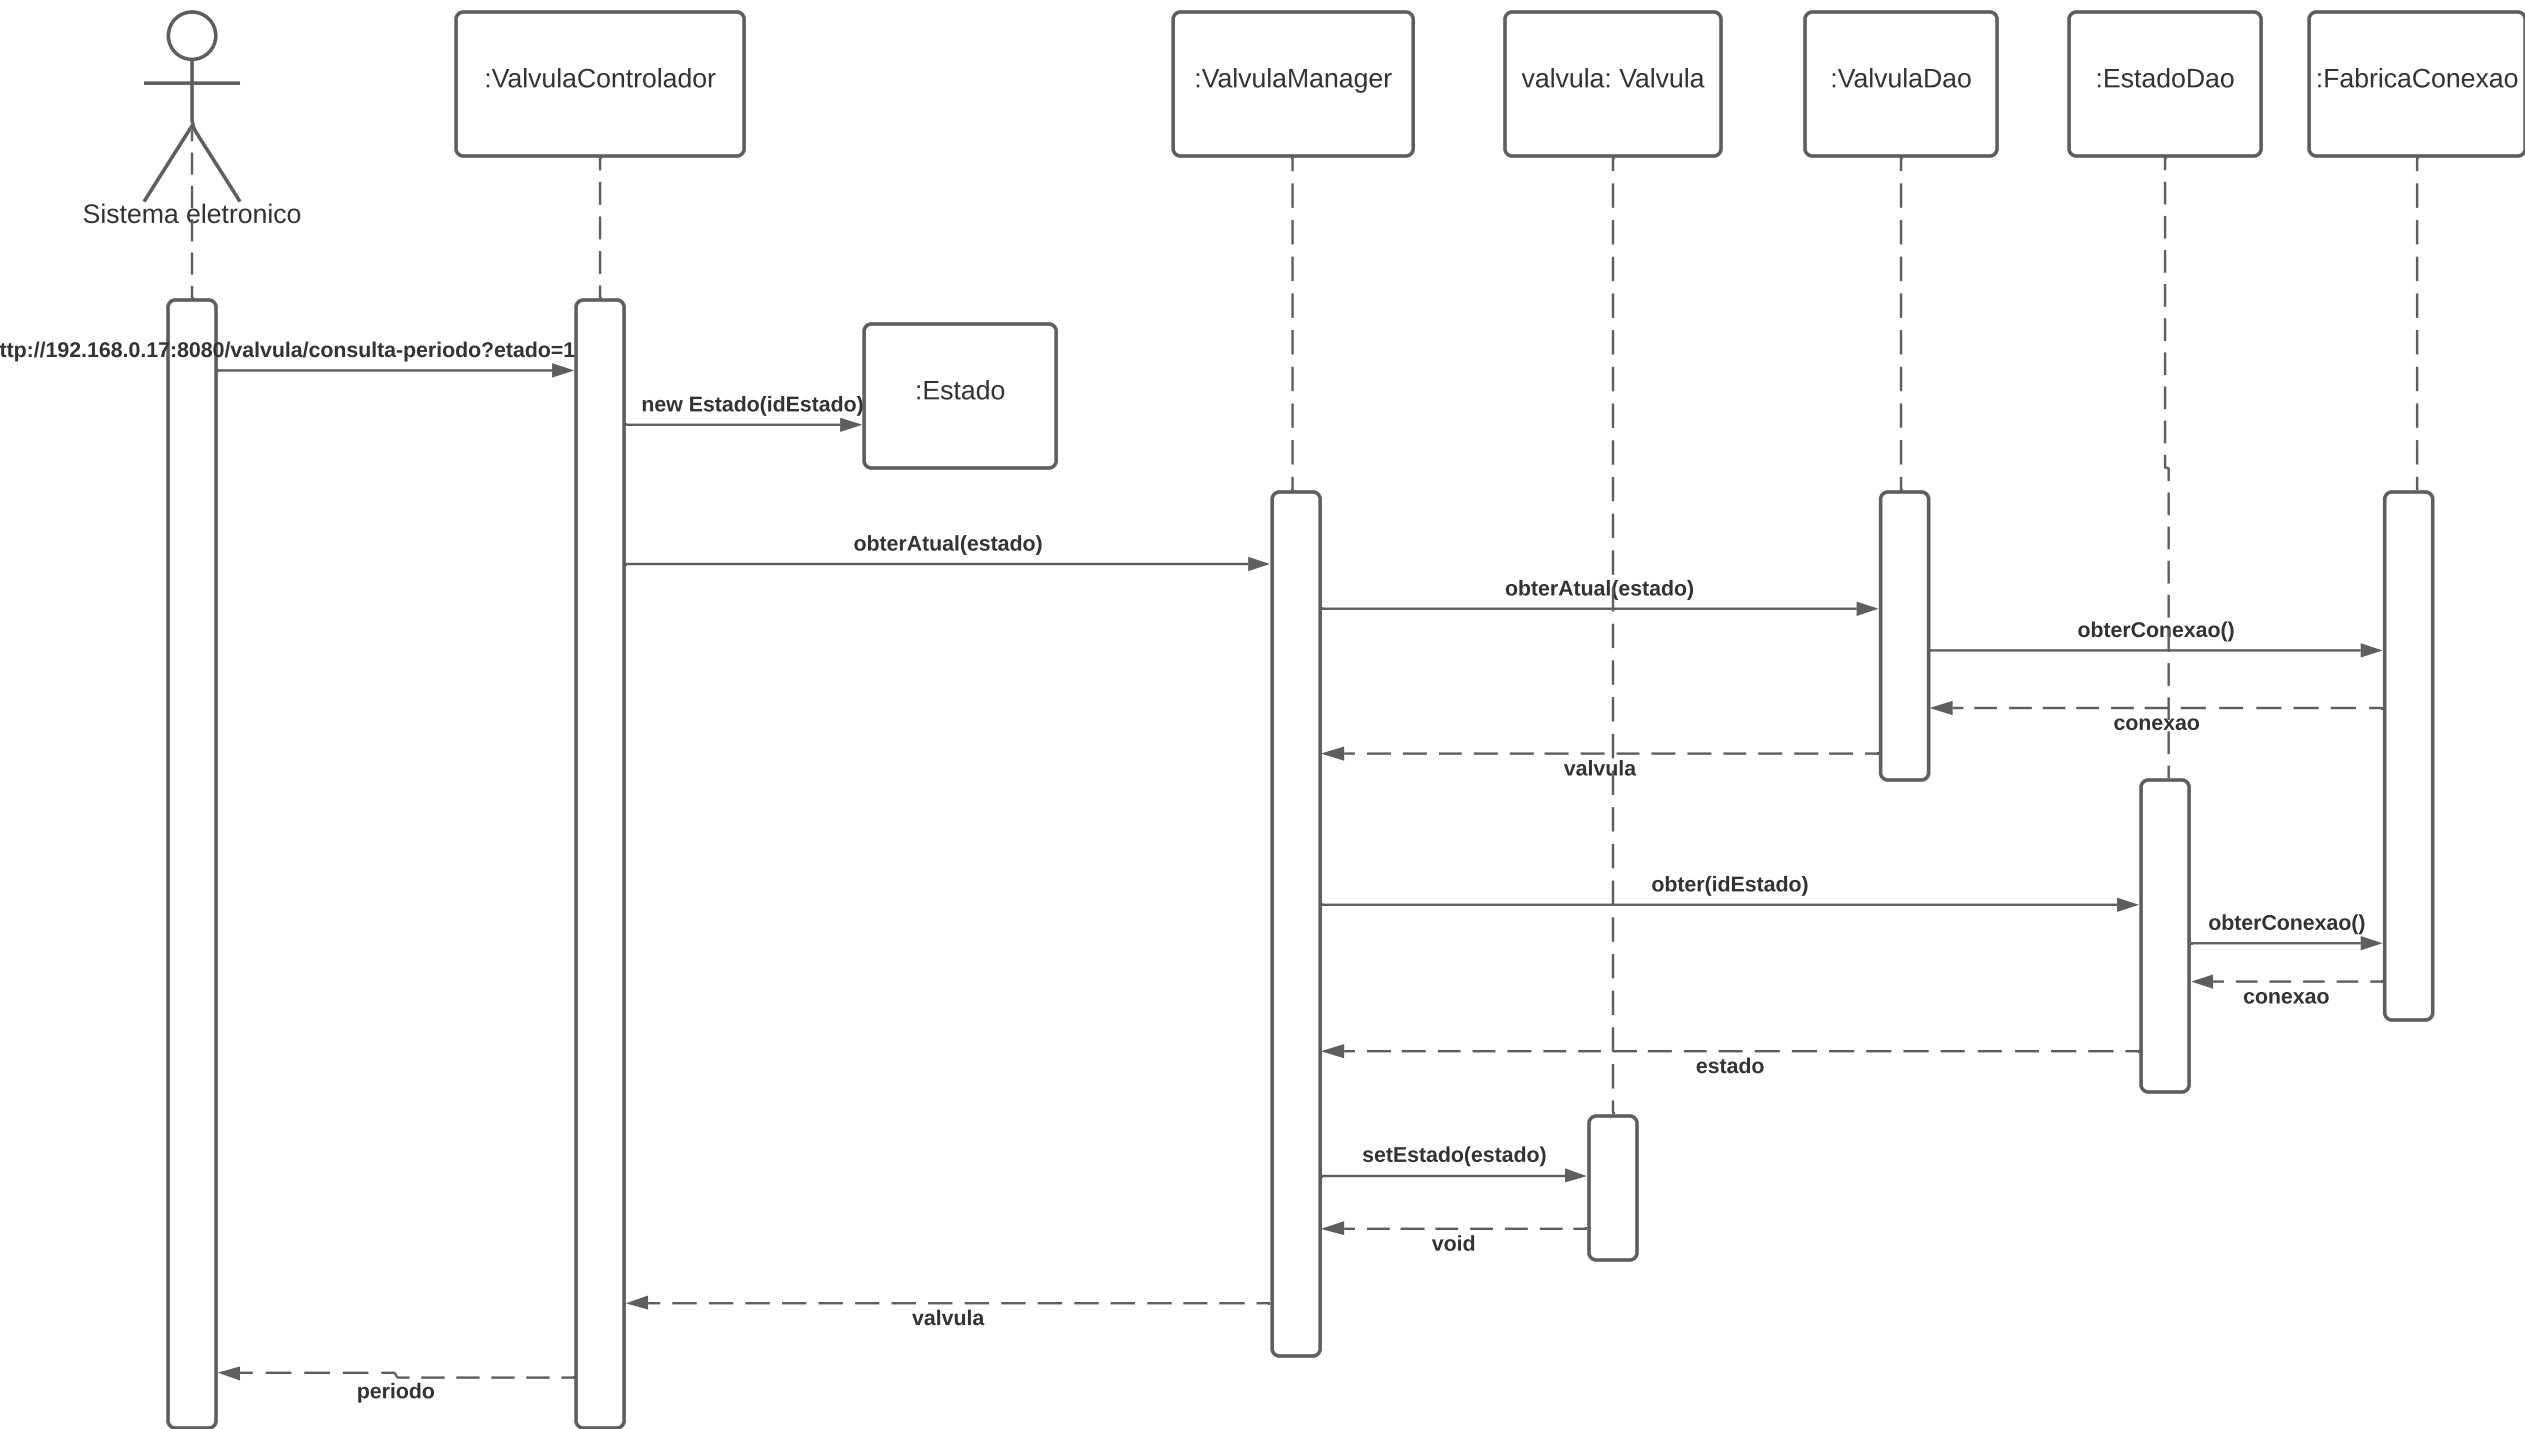 :ValvulaControlador
:ValvulaManager
valvula: Valvula
:ValvulaDao
:EstadoDao
:FabricaConexao
Sistema eletronico
ttp://192.168.0.17:8080/valvula/consulta-periodo?etado=1
:Estado
new Estado(idEstado)
obterAtual(estado)
obterAtual(estado)
obterConexao()
conexao
valvula
obter(idEstado)
obterConexao()
conexao
estado
setEstado(estado)
void
valvula
periodo